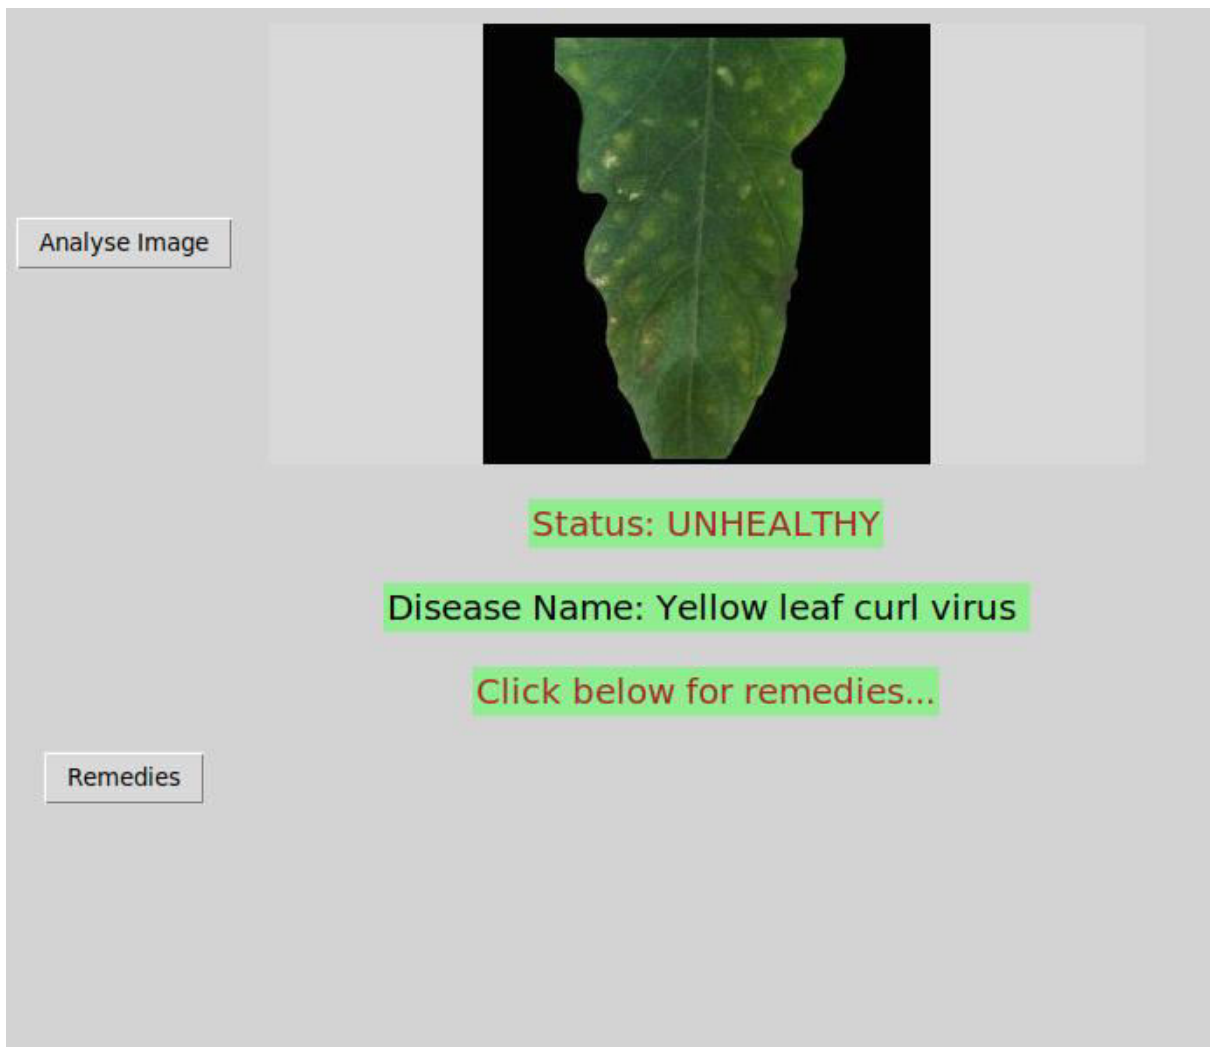 Analyse Image
Status: UNHEALTHY
Disease Name: Yellow leaf curl virus
Click below for remedies...
Remedies